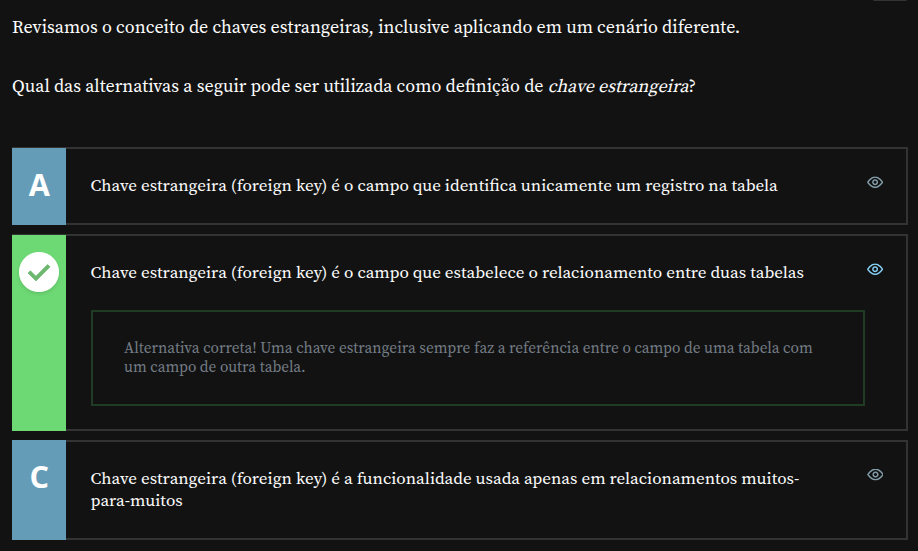 Revisamos o conceito de chaves estrangeiras, inclusive aplicando em um cenário diferente.
Qual das alternativas a seguir pode ser utilizada como definição de chave estrangeira?
A
Chave estrangeira (foreign key) é o campo que identifica unicamente um registro na tabela
Chave estrangeira (foreign key) é o campo que estabelece o relacionamento entre duas tabelas
Alternativa correta! Uma chave estrangeira sempre faz a referência entre o campo de uma tabela com
um campo de outra tabela.
C
Chave estrangeira (foreign key) é a funcionalidade usada apenas em relacionamentos muitos-
para-muitos